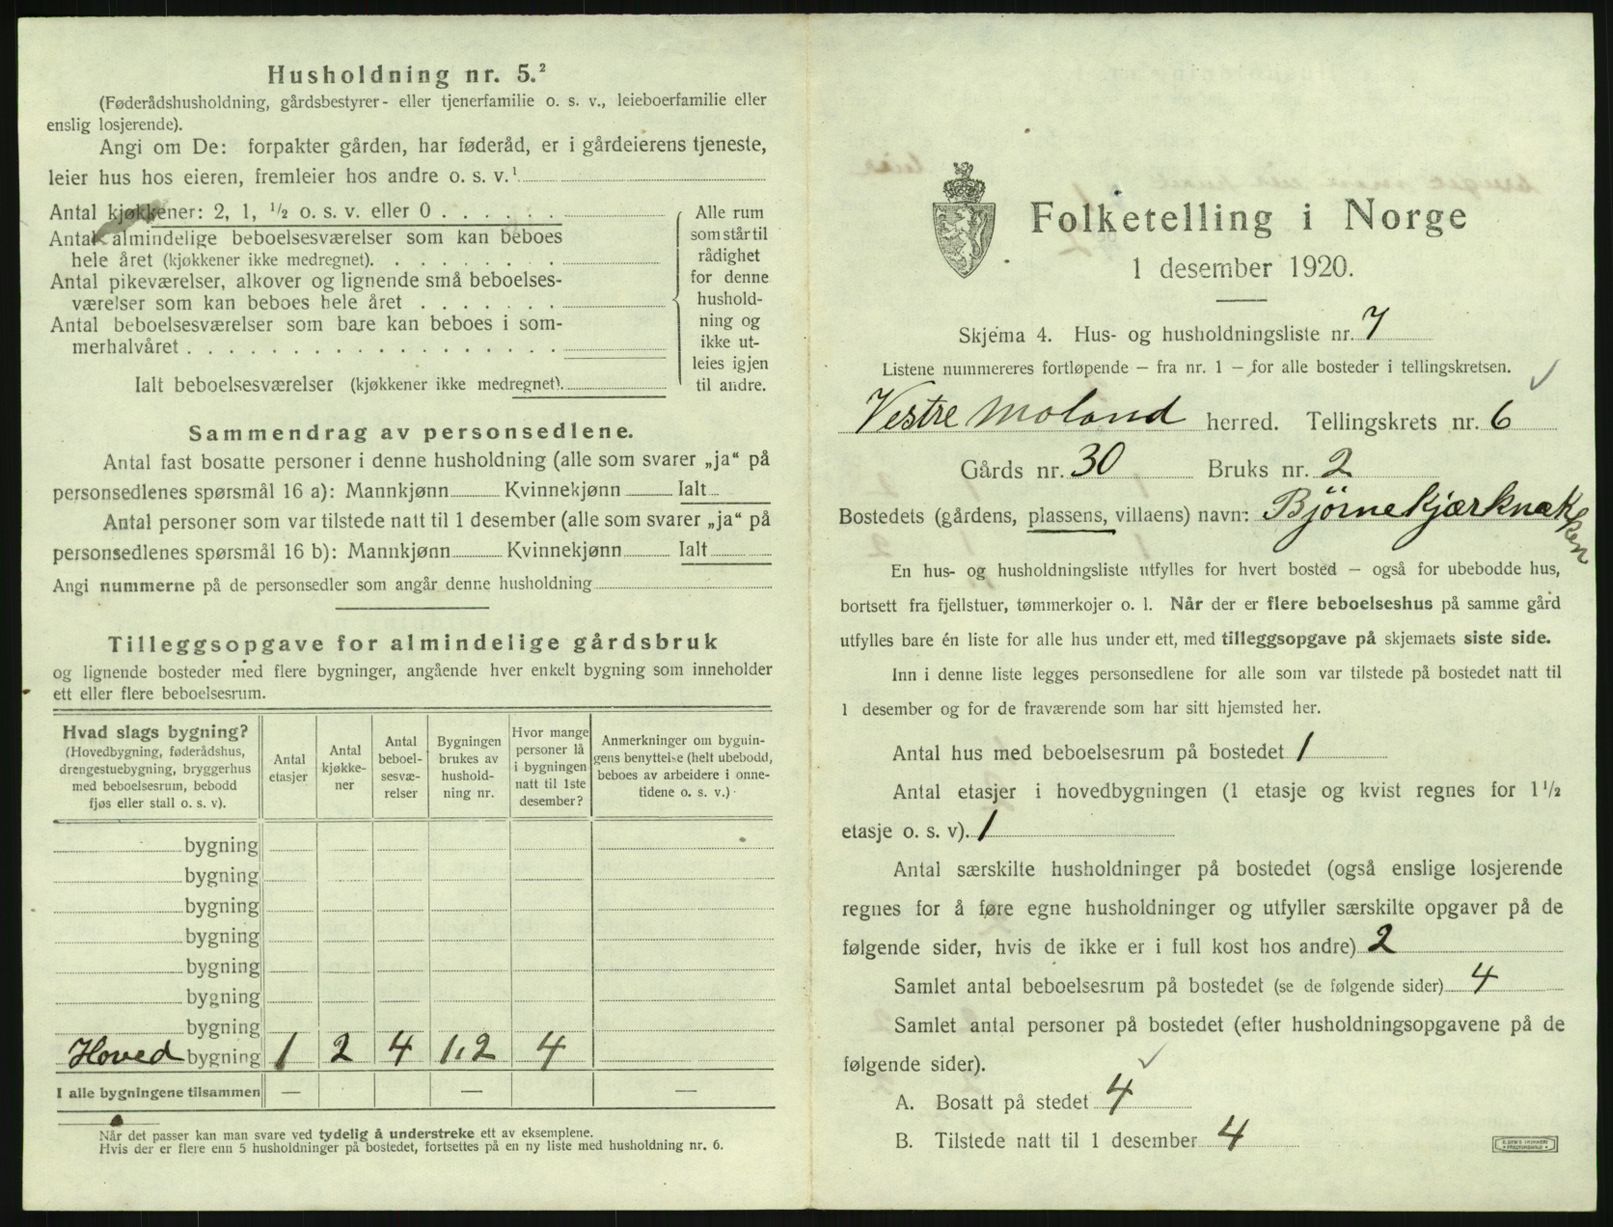 Husholdning nr. 5.²
(Føderådshusholdning, gårdsbestyrer- eller tjenerfamilie o. s. v., leieboerfamilie eller
enslig losjerende).
Angi om De: forpakter gården, har føderåd, er i gårdeierens tjeneste,
leier hus hos eieren, fremleier hos andre o. s. v.¹
Antal kjøkkener: 2, 1, ½ o. s. v. eller 0 . . . . . .
Antal almindelige beboelsesværelser som kan beboes
hele året (kjøkkener ikke medregnet). . . . . . . . .
Antal pikeværelser, alkover og lignende små beboelses-
værelser som kan beboes hele året . . . . . . .
Antal beboelsesværelser som bare kan beboes i som-
merhalvåret . . . . . . . . . . . . . . . . . .
Ialt beboelsesværelser (kjøkkener ikke medregnet).
Alle rum
som står til
rådighet
for denne
hushold-
ning og
ikke ut-
leies igjen
til andre.
Sammendrag av personsedlene.
Antal fast bosatte personer i denne husholdning (alle som svarer „ja“ på
personsedlenes spørsmål 16 a): Mannkjønn Kvinnekjønn Ialt
Antal personer som var tilstede natt til 1 desember (alle som svarer „ja“ på
personsedlenes spørsmål 16 b): Mannkjønn Kvinnekjønn Ialt
Angi nummerne på de personsedler som angår denne husholdning
Tilleggsopgave for almindelige gårdsbruk
og lignende bosteder med flere bygninger, angående hver enkelt bygning som inneholder
ett eller flere beboelsesrum.
Hvad slags bygning?
(Hovedbygning, føderådshus,
drengestuebygning, bryggerhus
med beboelsesrum, bebodd
fjøs eller stall o. s. v).
Antal
etasjer
Antal
kjøkke-
ner
Antal
beboel-
sesvæ-
relser
Bygningen
brukes av
hushold-
ning nr.
Hvor mange
personer lå
i bygningen
natt til 1ste
desember?
Anmerkninger om bygnin-
gens benyttelse (helt ubebodd,
beboes av arbeidere i onne-
tidene o. s. v.)
bygning
bygning
bygning
bygning
bygning
bygning
bygning
Hoved bygning 1 2 4 1,2 4
I alle bygningene tilsammen — — —
Når det passer kan man svare ved tydelig å understreke ett av eksemplene.
Hvis der er flere enn 5 husholdninger på bostedet, fortsettes på en ny liste med husholdning nr. 6.
Folketelling i Norge
1 desember 1920.
Skjema 4. Hus- og husholdningsliste nr. 7
Listene nummereres fortløpende – fra nr. 1 – for alle bosteder i tellingskretsen.
Vestre Moland herred. Tellingskrets nr. 6
Gårds nr. 30 Bruks nr. 2
Bostedets (gårdens, plassens, villaens) navn: Bjørnekjærknakken
En hus- og husholdningsliste utfylles for hvert bosted – også for ubebodde hus,
bortsett fra fjellstuer, tømmerkojer o. l. Når der er flere beboelseshus på samme gård
utfylles bare én liste for alle hus under ett, med tilleggsopgave på skjemaets siste side.
Inn i denne liste legges personsedlene for alle som var tilstede på bostedet natt til
1 desember og for de fraværende som har sitt hjemsted her.
Antal hus med beboelsesrum på bostedet 1
Antal etasjer i hovedbygningen (1 etasje og kvist regnes for 1½
etasje o. s. v). 1
Antal særskilte husholdninger på bostedet (også enslige losjerende
regnes for å føre egne husholdninger og utfyller særskilte opgaver på de
følgende sider, hvis de ikke er i full kost hos andre) 2
Samlet antal beboelsesrum på bostedet (se de følgende sider) 4
Samlet antal personer på bostedet (efter husholdningsopgavene på de
følgende sider).
A. Bosatt på stedet 4
B. Tilstede natt til 1 desember 4